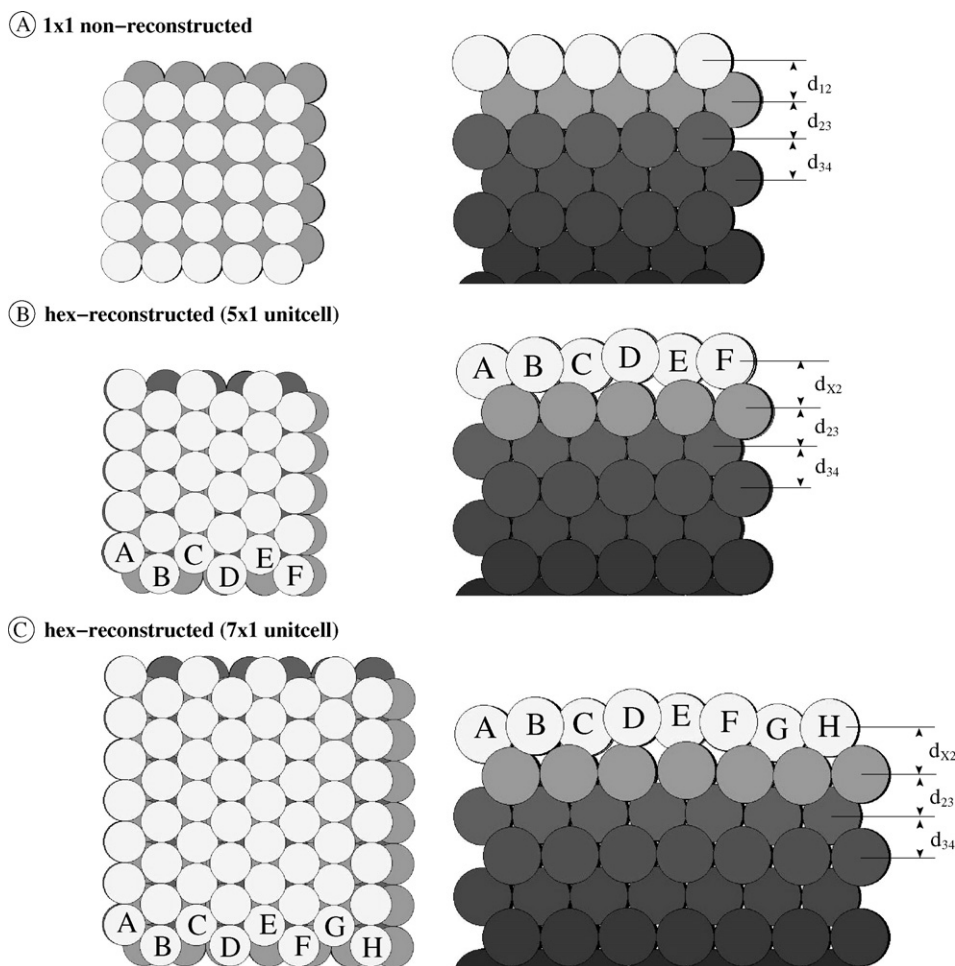 A 1x1 non-reconstructed
d12
d23
d34
B hex-reconstructed (5x1 unitcell)
A B C D E F
A B C D E F
dX2
d23
d34
C hex-reconstructed (7x1 unitcell)
A B C D E F G H
A B C D E F G H
dX2
d23
d34